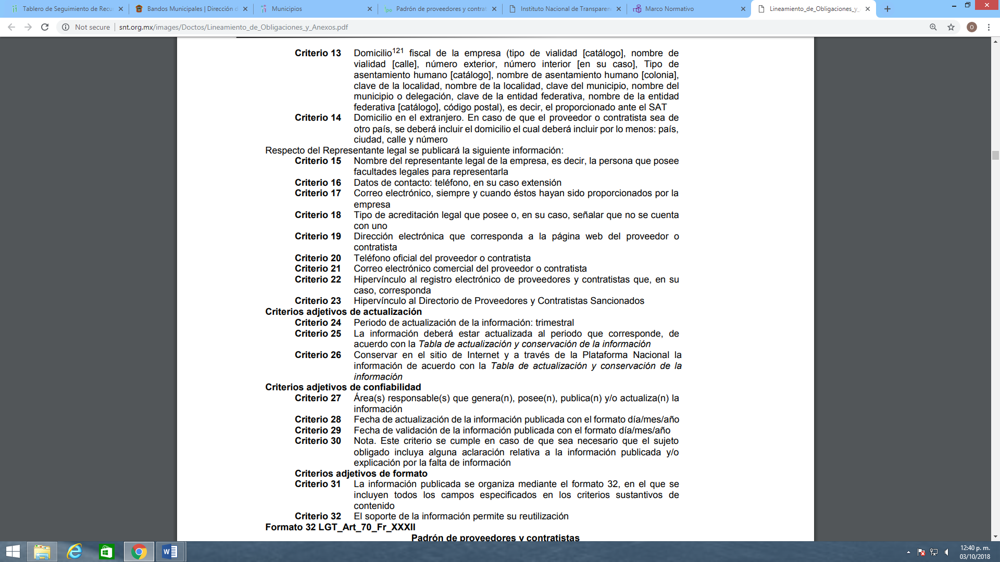 Tablero de Seguimiento de Recu
Bandos Municipales | Dirección d
Municipios
Padrón de proveedores y contrat
Instituto Nacional de Transparen
Marco Normativo
Lineamiento_de_Obligaciones_y_
Not secure | snt.org.mx/images/Doctos/Lineamiento_de_Obligaciones_y_Anexos.pdf
O
Criterio 13 Domicilio121 fiscal de la empresa (tipo de vialidad [catálogo], nombre de
vialidad [calle], número exterior, número interior [en su caso], Tipo de
asentamiento humano [catálogo], nombre de asentamiento humano [colonia],
clave de la localidad, nombre de la localidad, clave del municipio, nombre del
municipio o delegación, clave de la entidad federativa, nombre de la entidad
federativa [catálogo], código postal), es decir, el proporcionado ante el SAT
Criterio 14 Domicilio en el extranjero. En caso de que el proveedor o contratista sea de
otro país, se deberá incluir el domicilio el cual deberá incluir por lo menos: país,
ciudad, calle y número
Respecto del Representante legal se publicará la siguiente información:
Criterio 15 Nombre del representante legal de la empresa, es decir, la persona que posee
facultades legales para representarla
Criterio 16 Datos de contacto: teléfono, en su caso extensión
Criterio 17 Correo electrónico, siempre y cuando éstos hayan sido proporcionados por la
empresa
Criterio 18 Tipo de acreditación legal que posee o, en su caso, señalar que no se cuenta
con uno
Criterio 19 Dirección electrónica que corresponda a la página web del proveedor o
contratista
Criterio 20 Teléfono oficial del proveedor o contratista
Criterio 21 Correo electrónico comercial del proveedor o contratista
Criterio 22 Hipervínculo al registro electrónico de proveedores y contratistas que, en su
caso, corresponda
Criterio 23 Hipervínculo al Directorio de Proveedores y Contratistas Sancionados
Criterios adjetivos de actualización
Criterio 24 Periodo de actualización de la información: trimestral
Criterio 25 La información deberá estar actualizada al periodo que corresponde, de
acuerdo con la Tabla de actualización y conservación de la información
Criterio 26 Conservar en el sitio de Internet y a través de la Plataforma Nacional la
información de acuerdo con la Tabla de actualización y conservación de la
información
Criterios adjetivos de confiabilidad
Criterio 27 Área(s) responsable(s) que genera(n), posee(n), publica(n) y/o actualiza(n) la
información
Criterio 28 Fecha de actualización de la información publicada con el formato día/mes/año
Criterio 29 Fecha de validación de la información publicada con el formato día/mes/año
Criterio 30 Nota. Este criterio se cumple en caso de que sea necesario que el sujeto
obligado incluya alguna aclaración relativa a la información publicada y/o
explicación por la falta de información
Criterios adjetivos de formato
Criterio 31 La información publicada se organiza mediante el formato 32, en el que se
incluyen todos los campos especificados en los criterios sustantivos de
contenido
Criterio 32 El soporte de la información permite su reutilización
Formato 32 LGT_Art_70_Fr_XXXII
Padrón de proveedores y contratistas
12:40 p. m.
03/10/2018